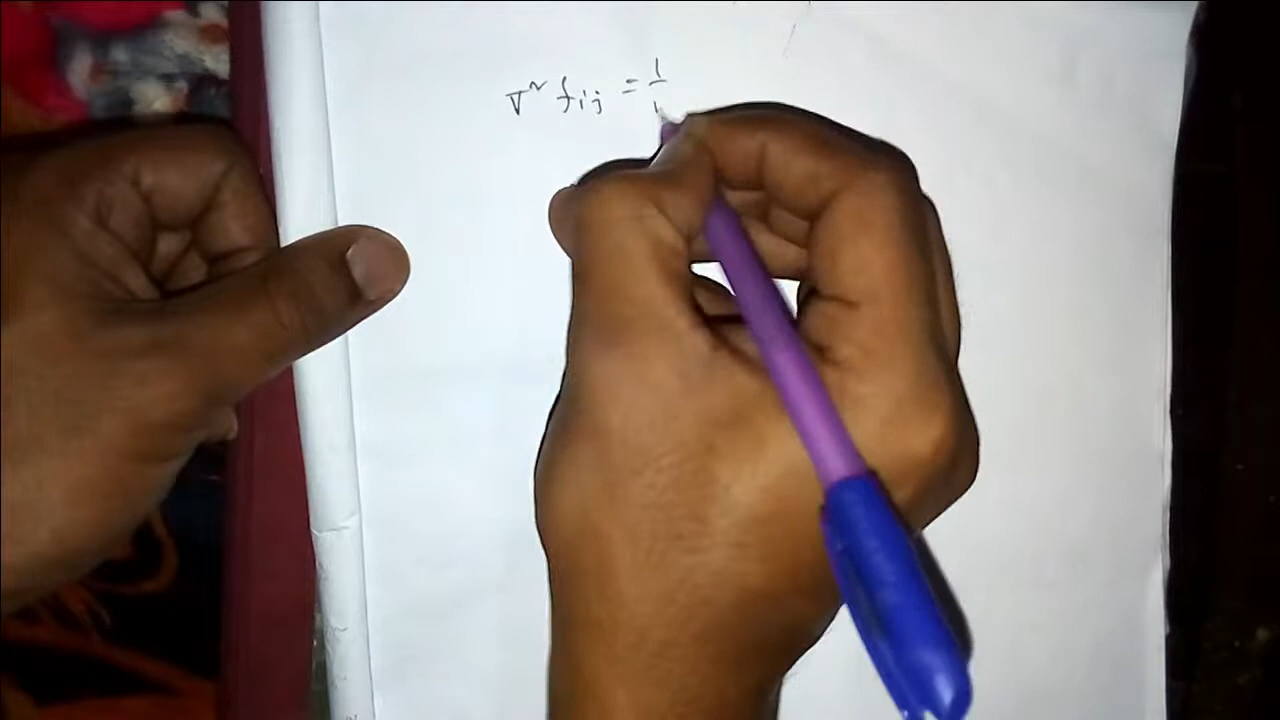 ∇² fij = 1